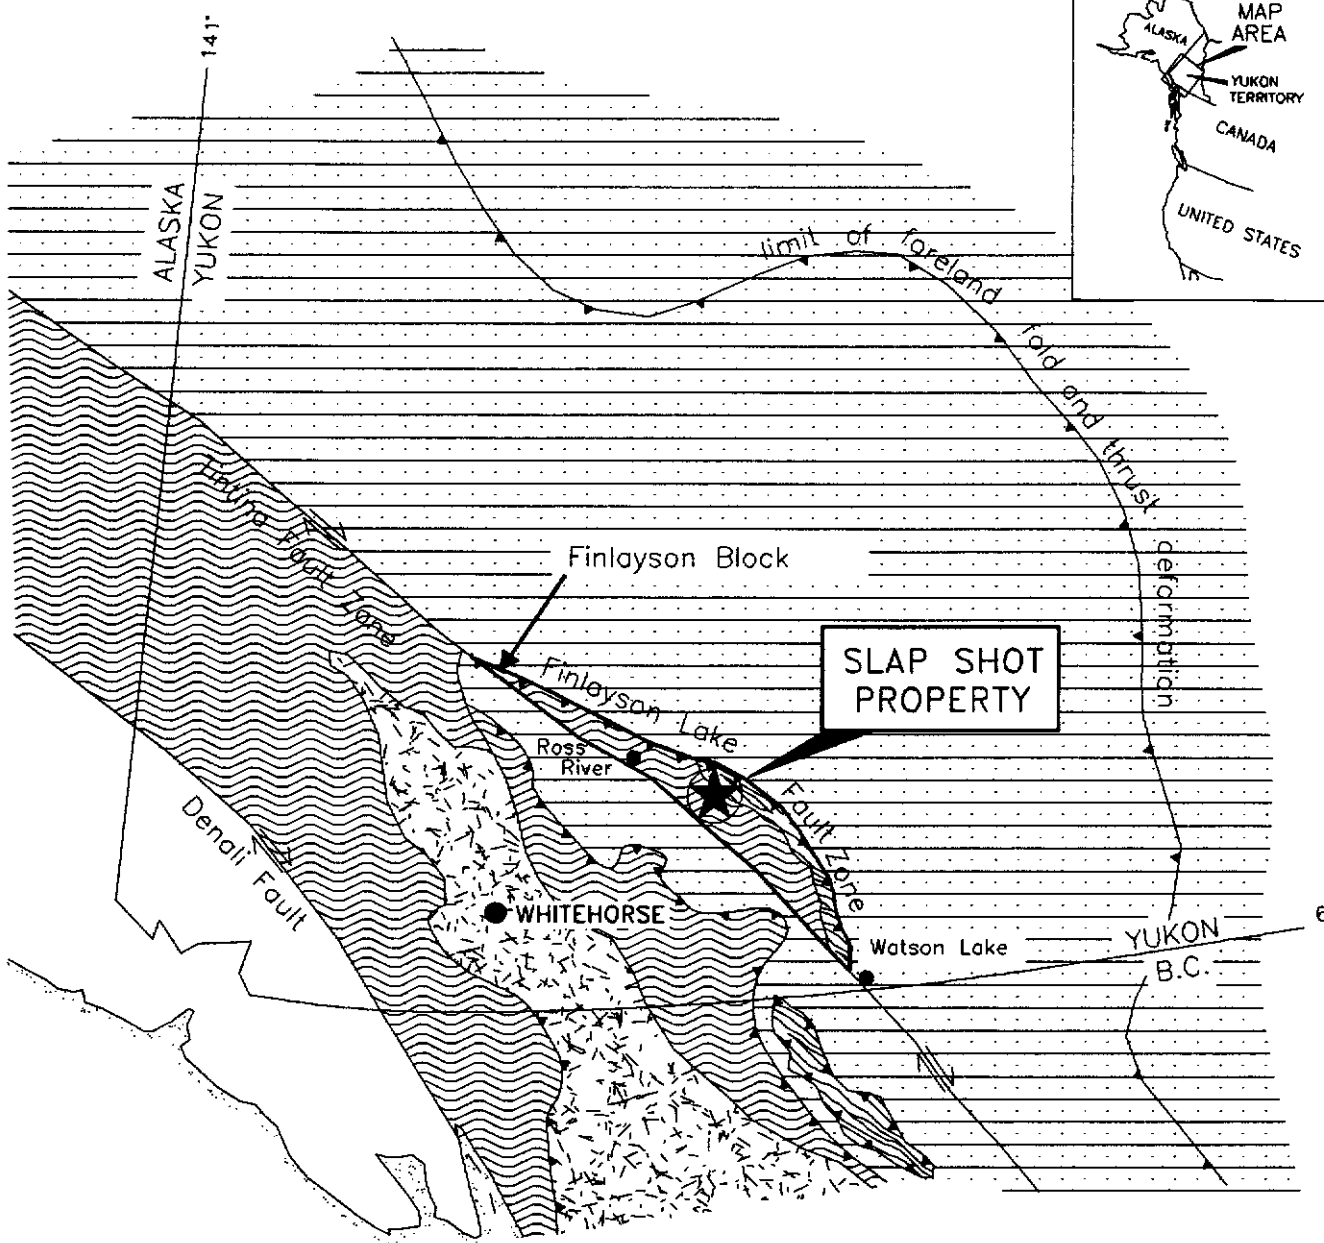 141°
MAP
AREA
ALASKA
YUKON
TERRITORY
CANADA
UNITED STATES
ALASKA
YUKON
limit of foreland fold and thrust deformation
Tintina Fault Zone
Finlayson Block
SLAP SHOT
PROPERTY
Finlayson Lake Fault Zone
Ross
River
Denali Fault
WHITEHORSE
Watson Lake
YUKON
B.C.
6